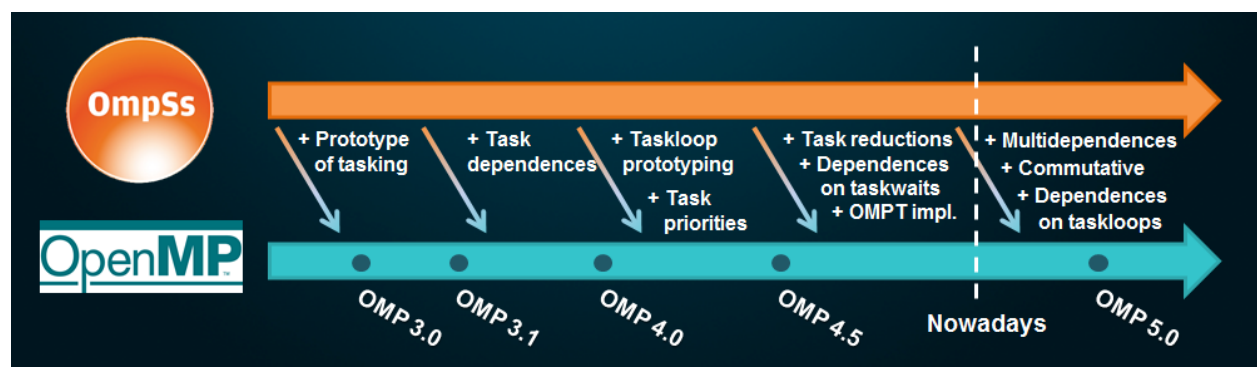 OmpSs
+ Prototype
of tasking
+ Task
dependences
+ Taskloop
prototyping
+ Task
priorities
+ Task reductions
+ Dependences
on taskwaits
+ OMPT impl.
+ Multidependences
+ Commutative
+ Dependences
on taskloops
OpenMP
OMP 3.0
OMP 3.1
OMP 4.0
OMP 4.5
Nowadays
OMP 5.0